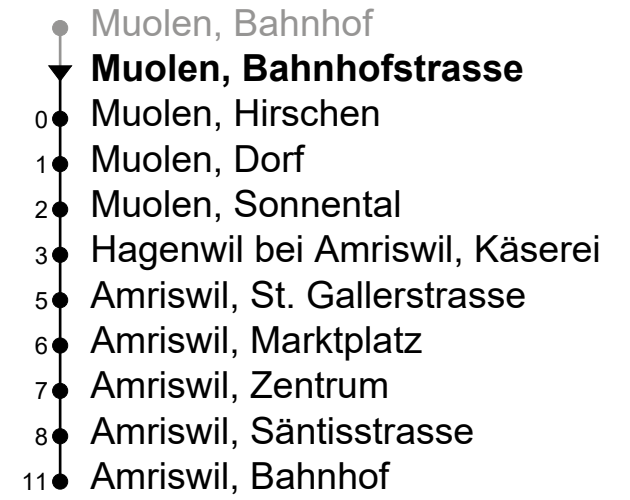 Muolen, Bahnhof
Muolen, Bahnhofstrasse
0 Muolen, Hirschen
1 Muolen, Dorf
2 Muolen, Sonnental
3 Hagenwil bei Amriswil, Käserei
5 Amriswil, St. Gallerstrasse
6 Amriswil, Marktplatz
7 Amriswil, Zentrum
8 Amriswil, Säntisstrasse
11 Amriswil, Bahnhof